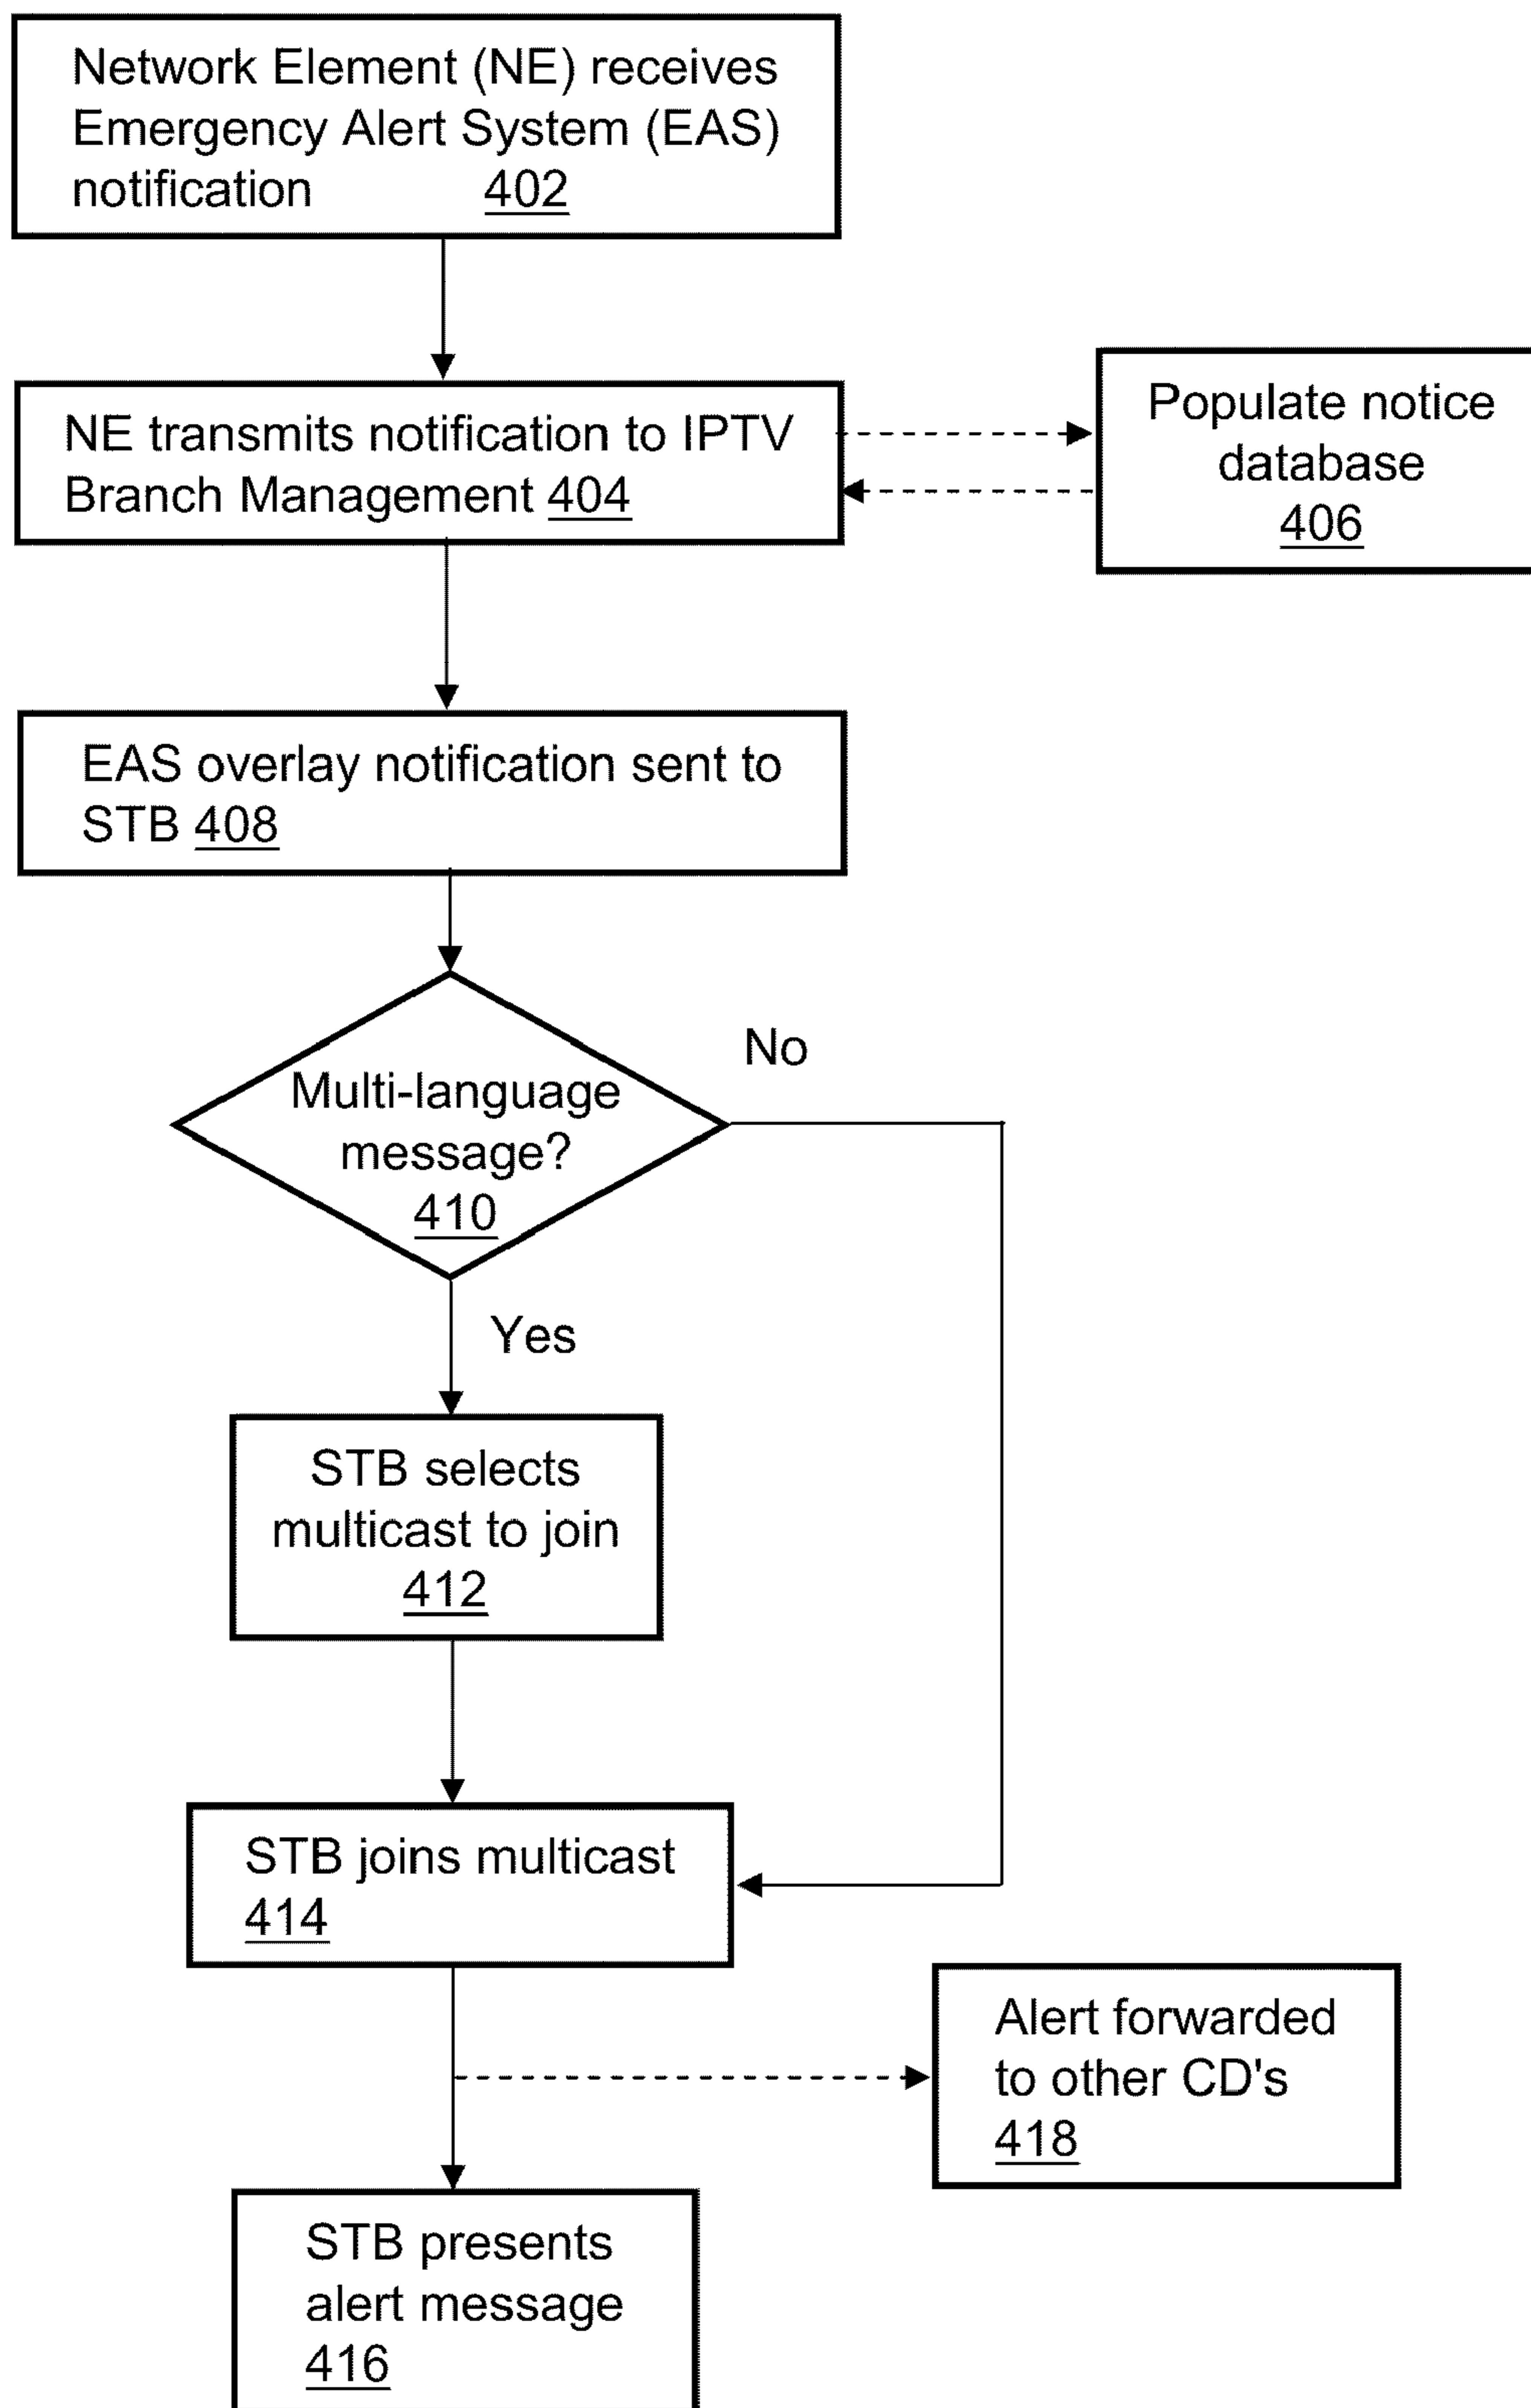 Network Element (NE) receives
Emergency Alert System (EAS)
notification 402
NE transmits notification to IPTV
Branch Management 404
Populate notice
database
406
EAS overlay notification sent to
STB 408
Multi-language
message?
410
No
Yes
STB selects
multicast to join
412
STB joins multicast
414
Alert forwarded
to other CD's
418
STB presents
alert message
416